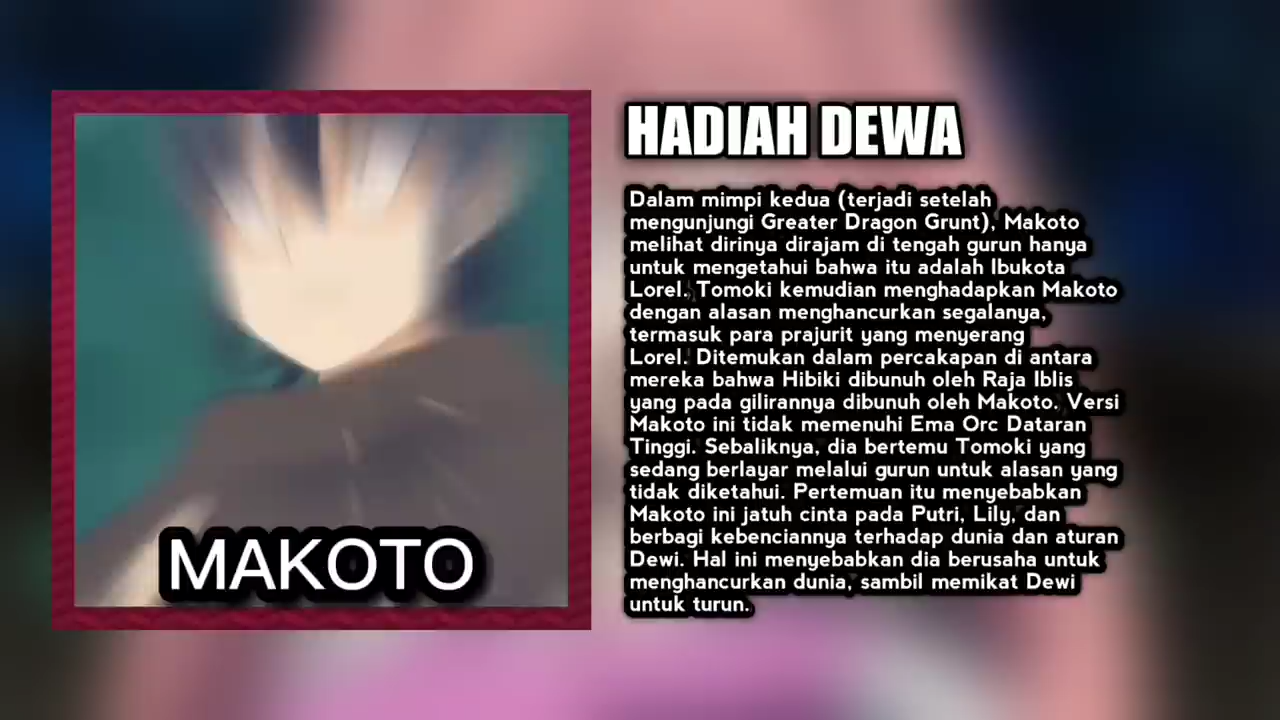 HADIAH DEWA
Dalam mimpi kedua (terjadi setelah
mengunjungi Greater Dragon Grunt), Makoto
melihat dirinya dirajam di tengah gurun hanya
untuk mengetahui bahwa itu adalah Ibukota
Lorel. Tomoki kemudian menghadapkan Makoto
dengan alasan menghancurkan segalanya,
termasuk para prajurit yang menyerang
Lorel. Ditemukan dalam percakapan di antara
mereka bahwa Hibiki dibunuh oleh Raja Iblis
yang pada gilirannya dibunuh oleh Makoto. Versi
Makoto ini tidak memenuhi Ema Orc Dataran
Tinggi. Sebaliknya, dia bertemu Tomoki yang
sedang berlayar melalui gurun untuk alasan yang
tidak diketahui. Pertemuan itu menyebabkan
Makoto ini jatuh cinta pada Putri, Lily, dan
berbagi kebenciannya terhadap dunia dan aturan
Dewi. Hal ini menyebabkan dia berusaha untuk
menghancurkan dunia, sambil memikat Dewi
untuk turun.
MAKOTO